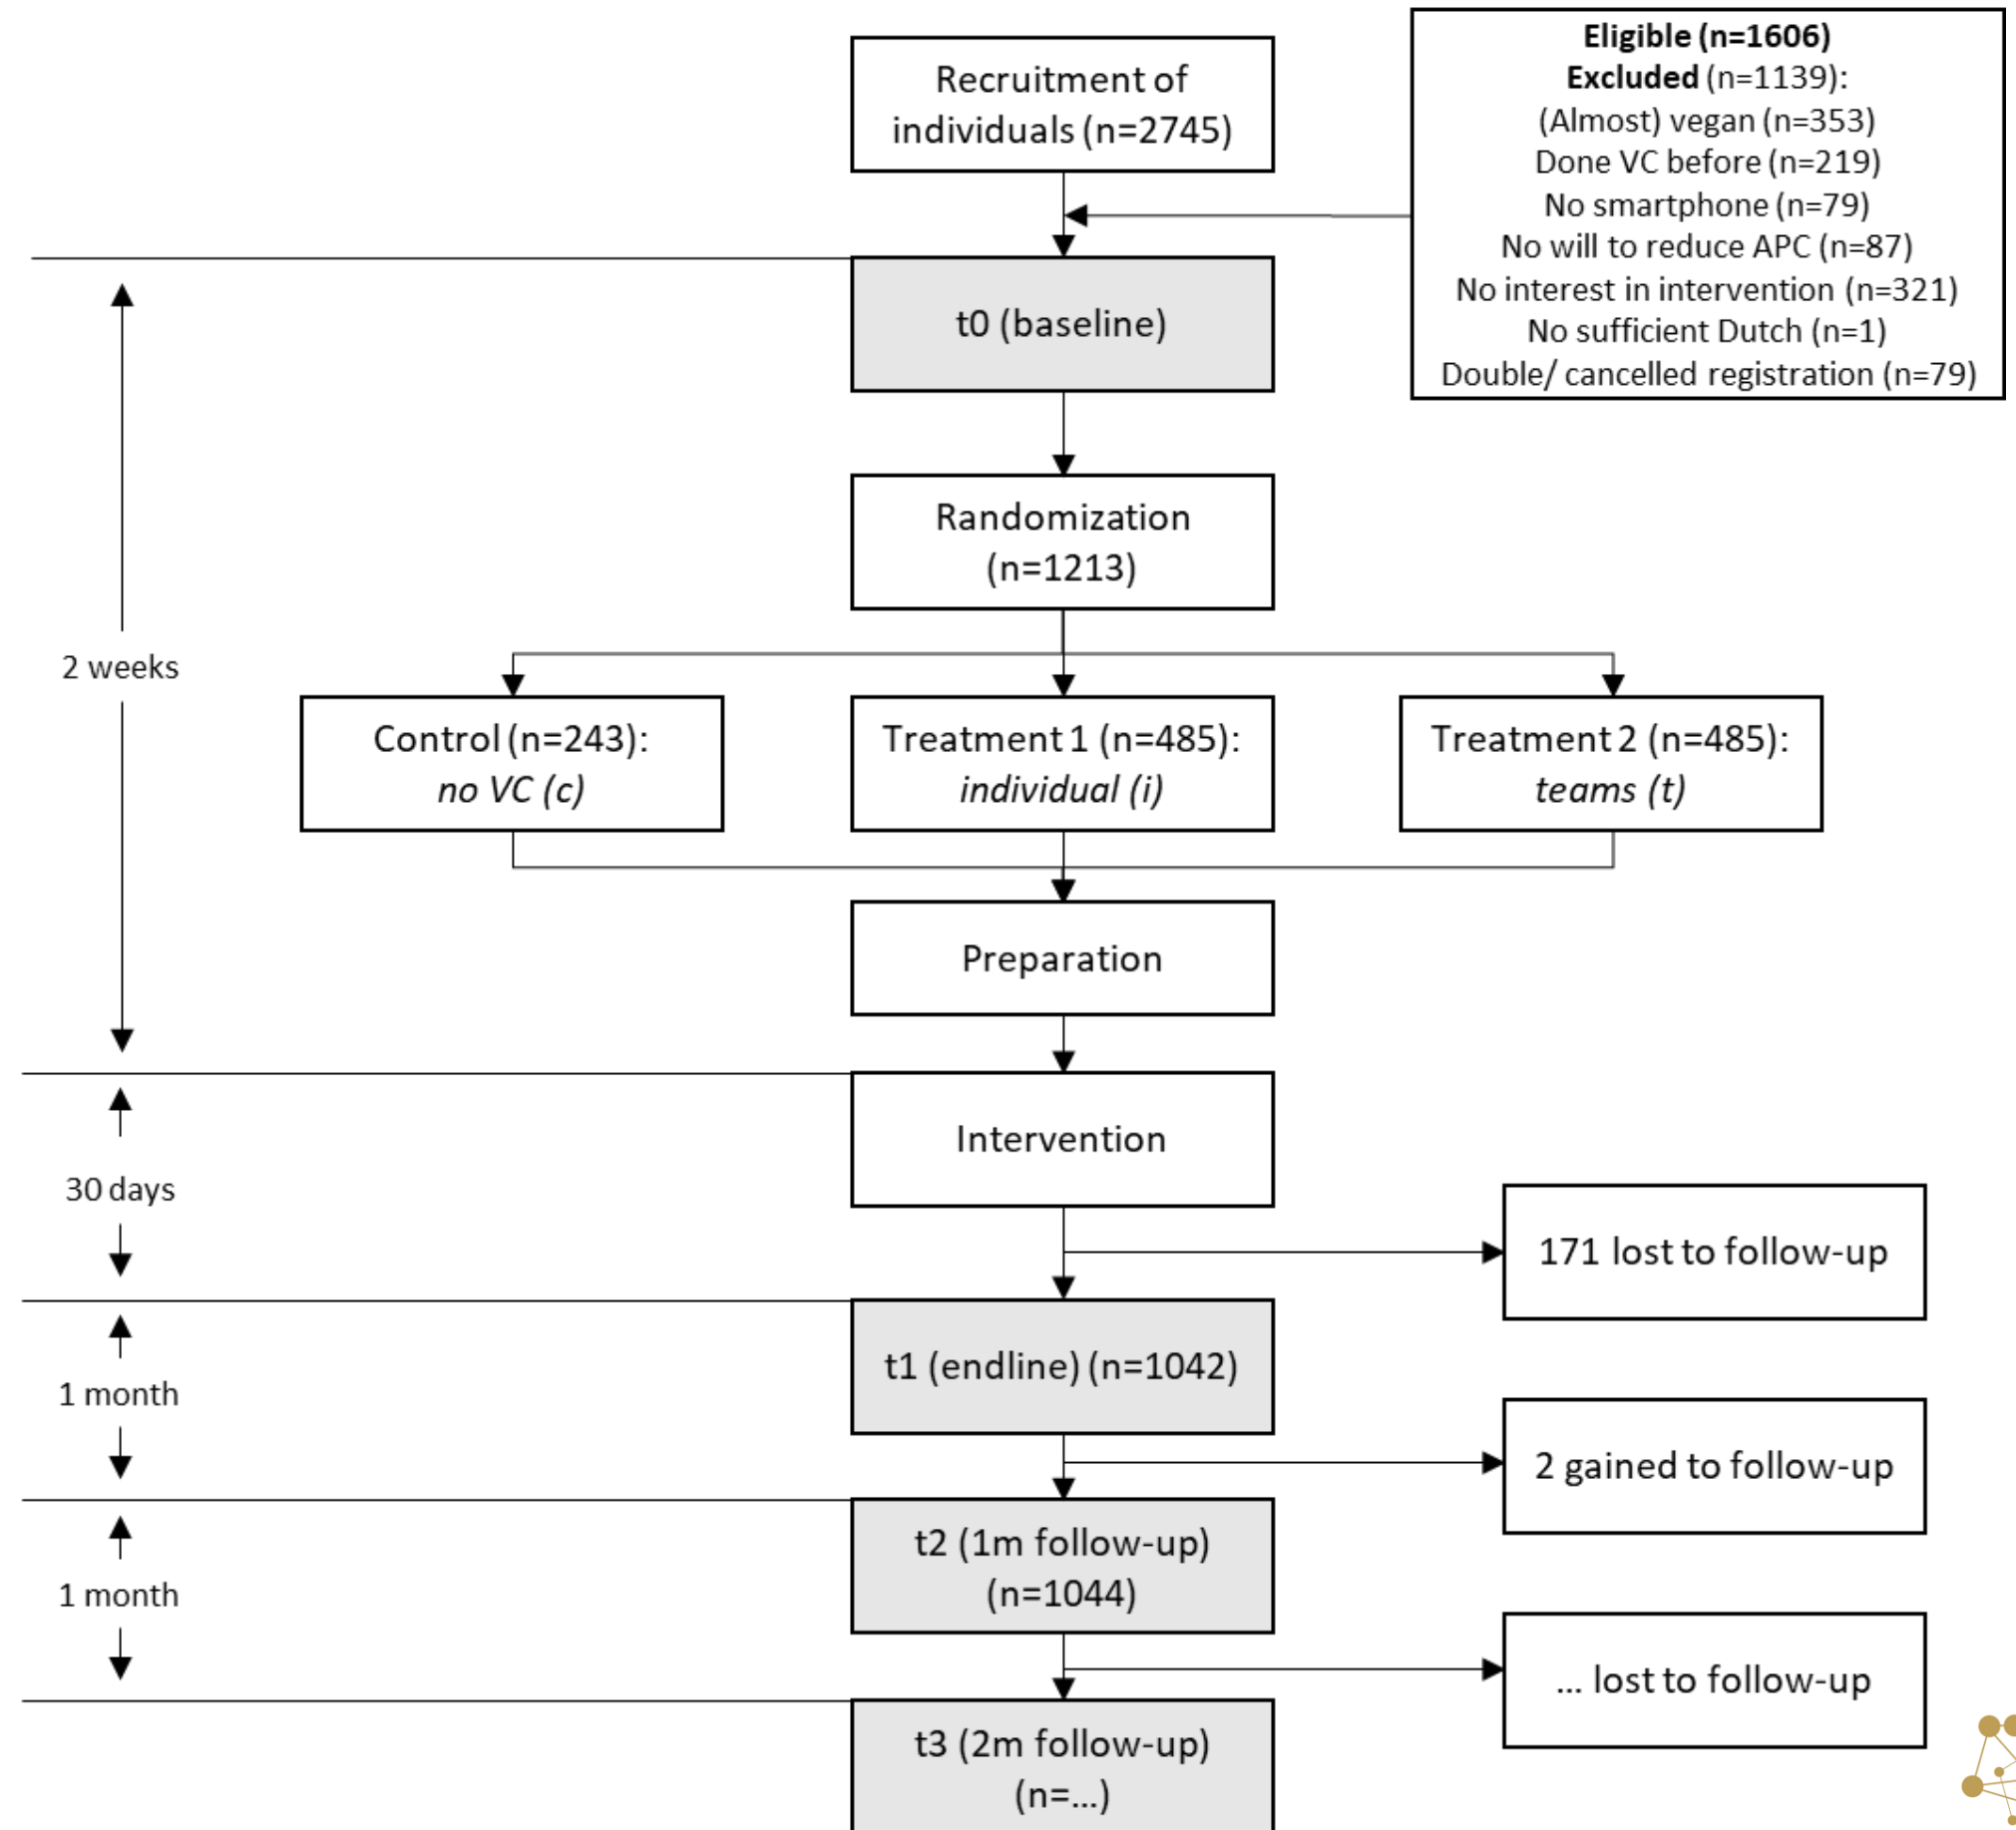 Recruitment of
individuals (n=2745)
Eligible (n=1606)
Excluded (n=1139):
(Almost) vegan (n=353)
Done VC before (n=219)
No smartphone (n=79)
No will to reduce APC (n=87)
No interest in intervention (n=321)
No sufficient Dutch (n=1)
Double/ cancelled registration (n=79)
t0 (baseline)
Randomization
(n=1213)
2 weeks
Control (n=243):
no VC (c)
Treatment 1 (n=485):
individual (i)
Treatment 2 (n=485):
teams (t)
Preparation
Intervention
30 days
171 lost to follow-up
t1 (endline) (n=1042)
1 month
2 gained to follow-up
t2 (1m follow-up)
(n=1044)
1 month
... lost to follow-up
t3 (2m follow-up)
(n=...)